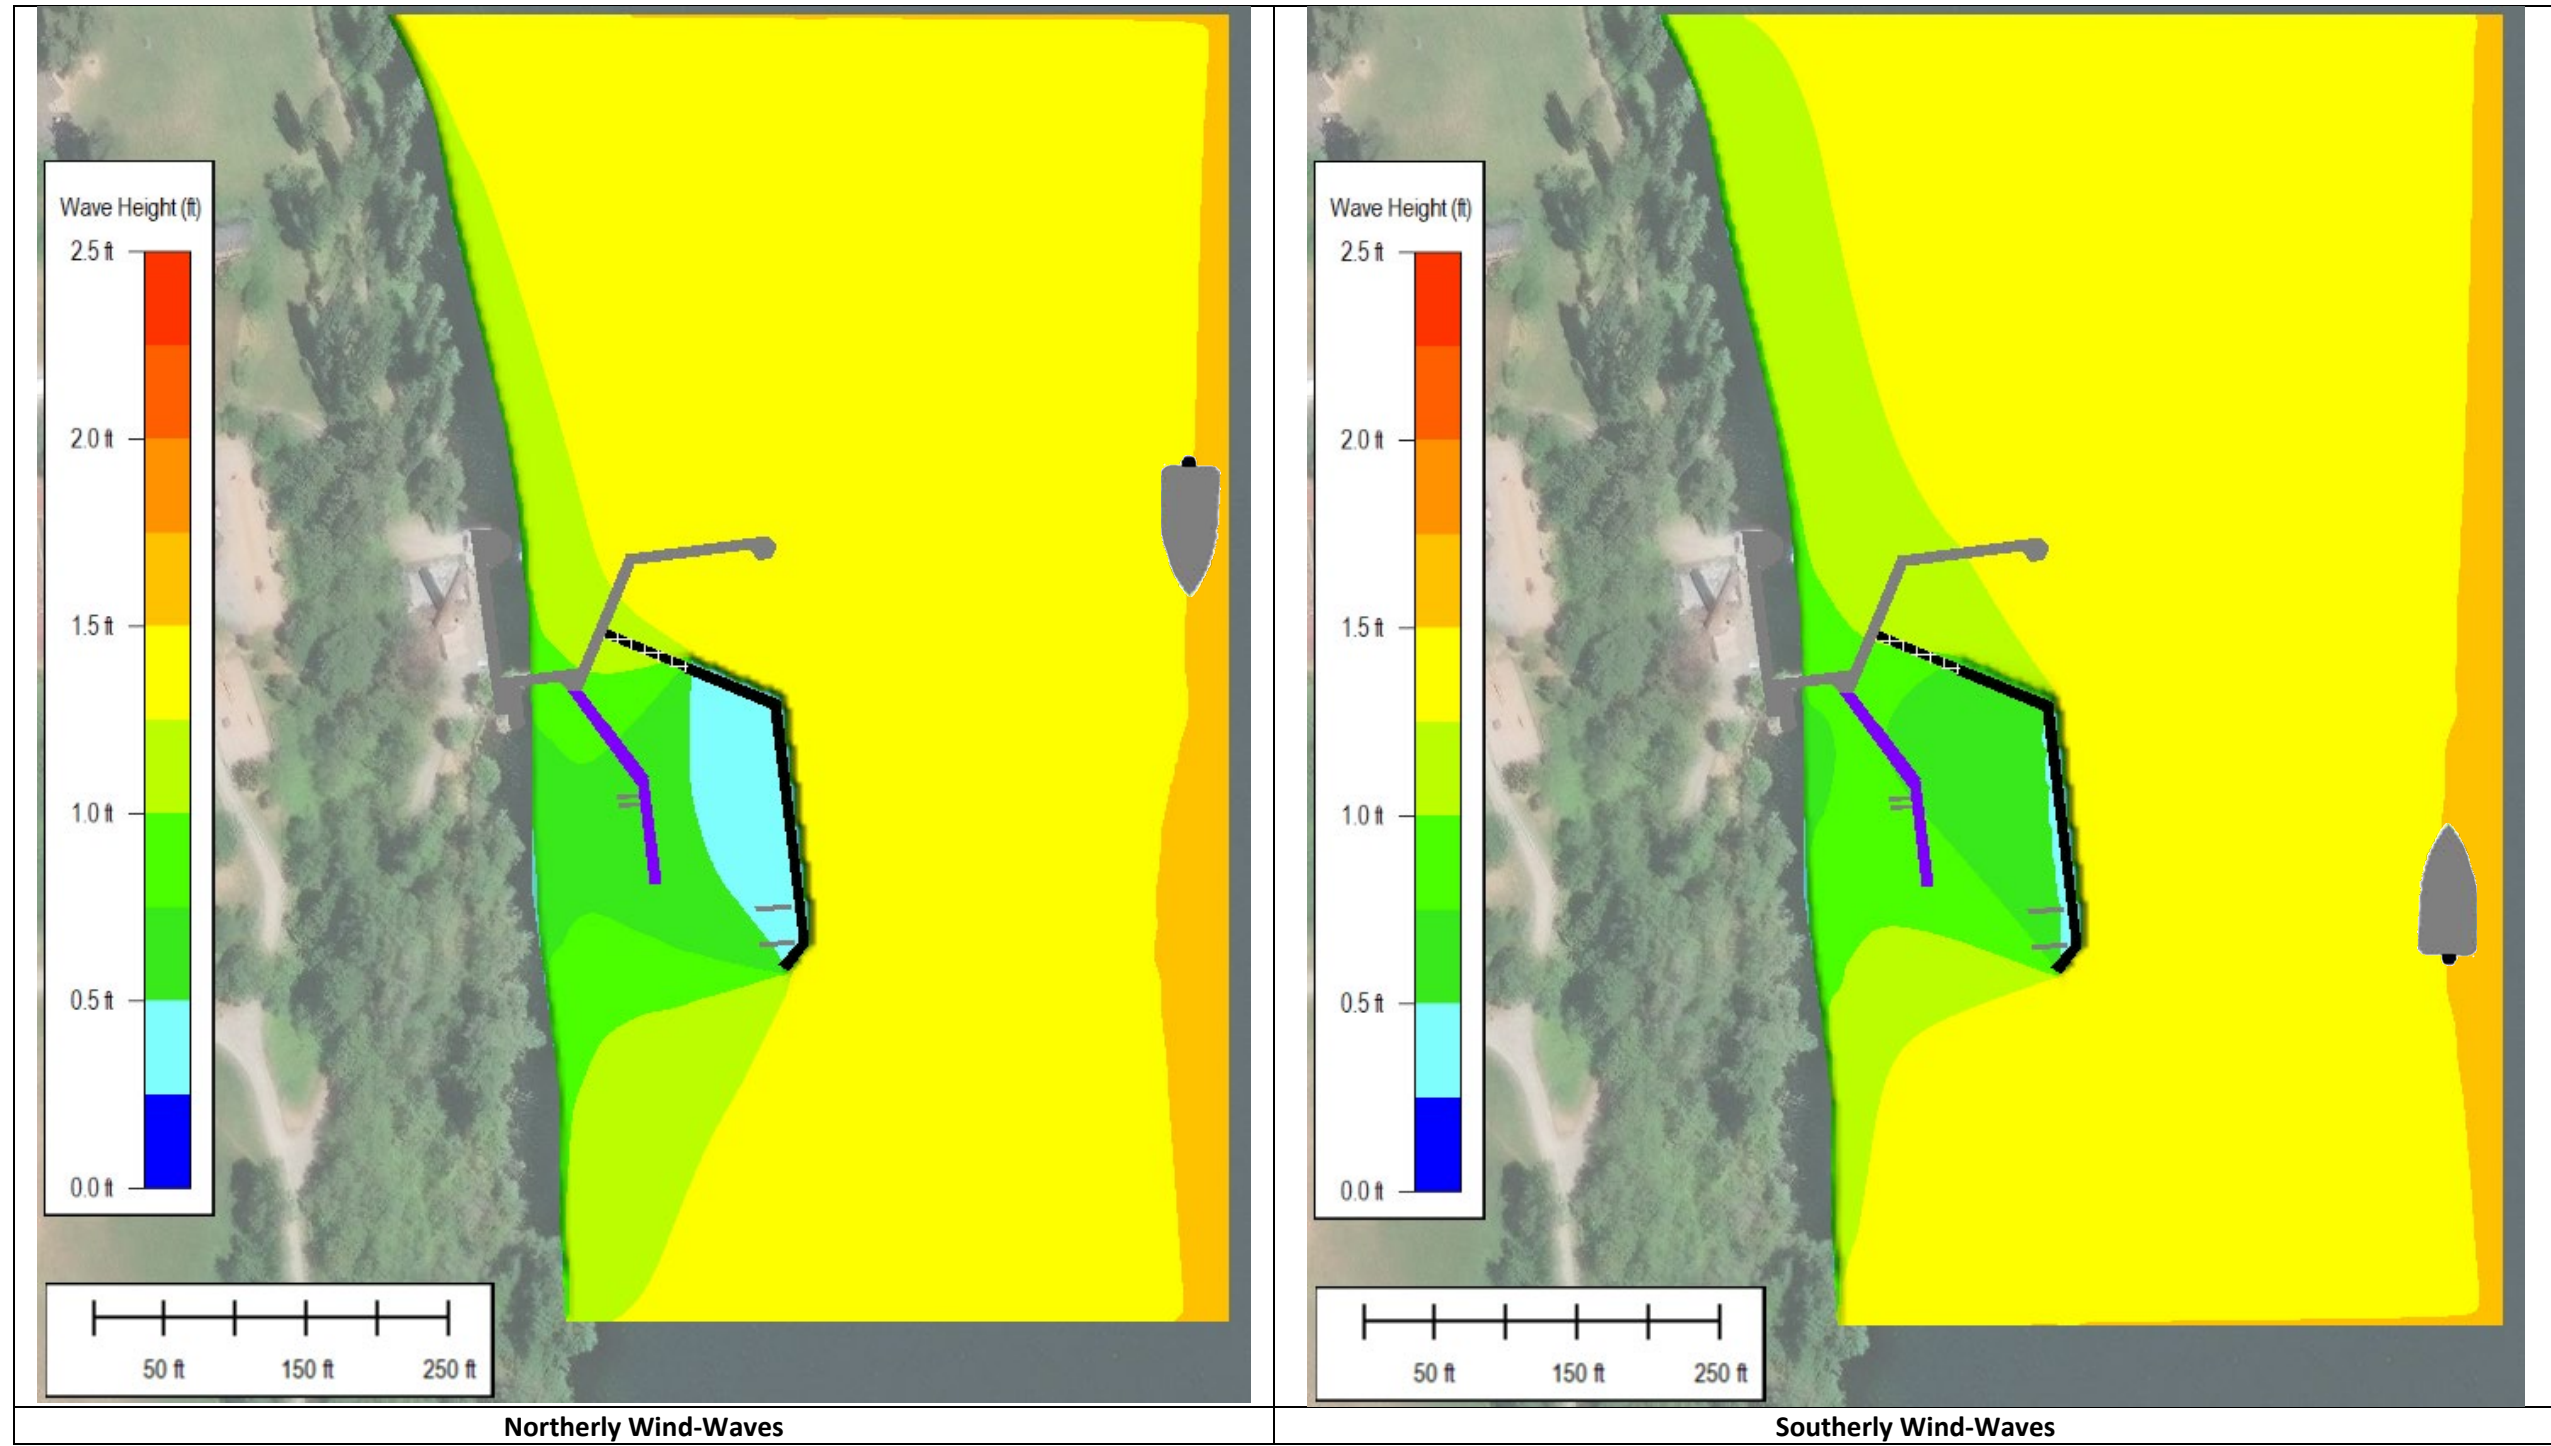 Wave Height (ft)
2.5 ft
2.0 ft
1.5 ft
1.0 ft
0.5 ft
0.0 ft
50 ft 150 ft 250 ft
Northerly Wind-Waves
Wave Height (ft)
2.5 ft
2.0 ft
1.5 ft
1.0 ft
0.5 ft
0.0 ft
50 ft 150 ft 250 ft
Southerly Wind-Waves